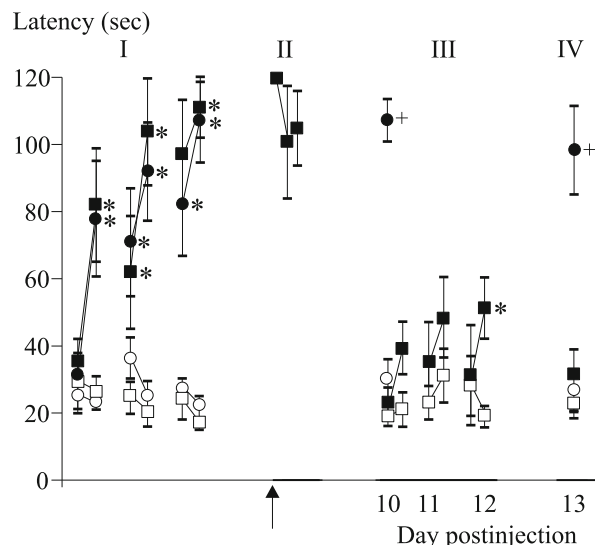 Latency (sec)
I II III IV
120
100
80
60
40
20
0
* * * * * * * * * + * +
10 11 12 13
Day postinjection